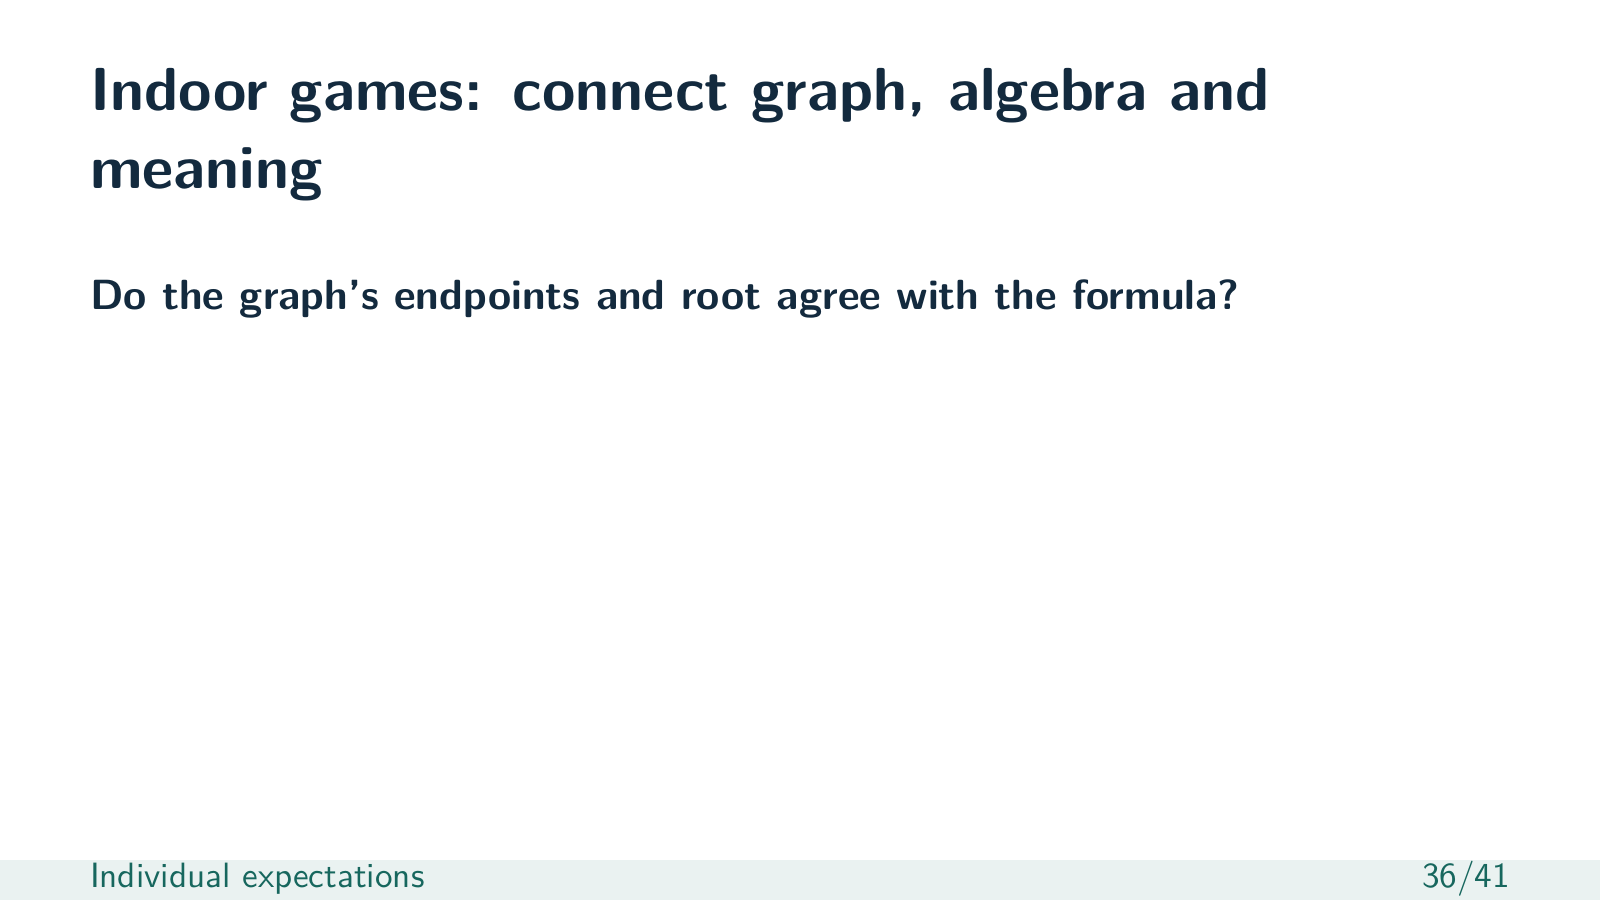 Indoor games: connect graph, algebra and
meaning
Do the graph's endpoints and root agree with the formula?
Individual expectations
36/41